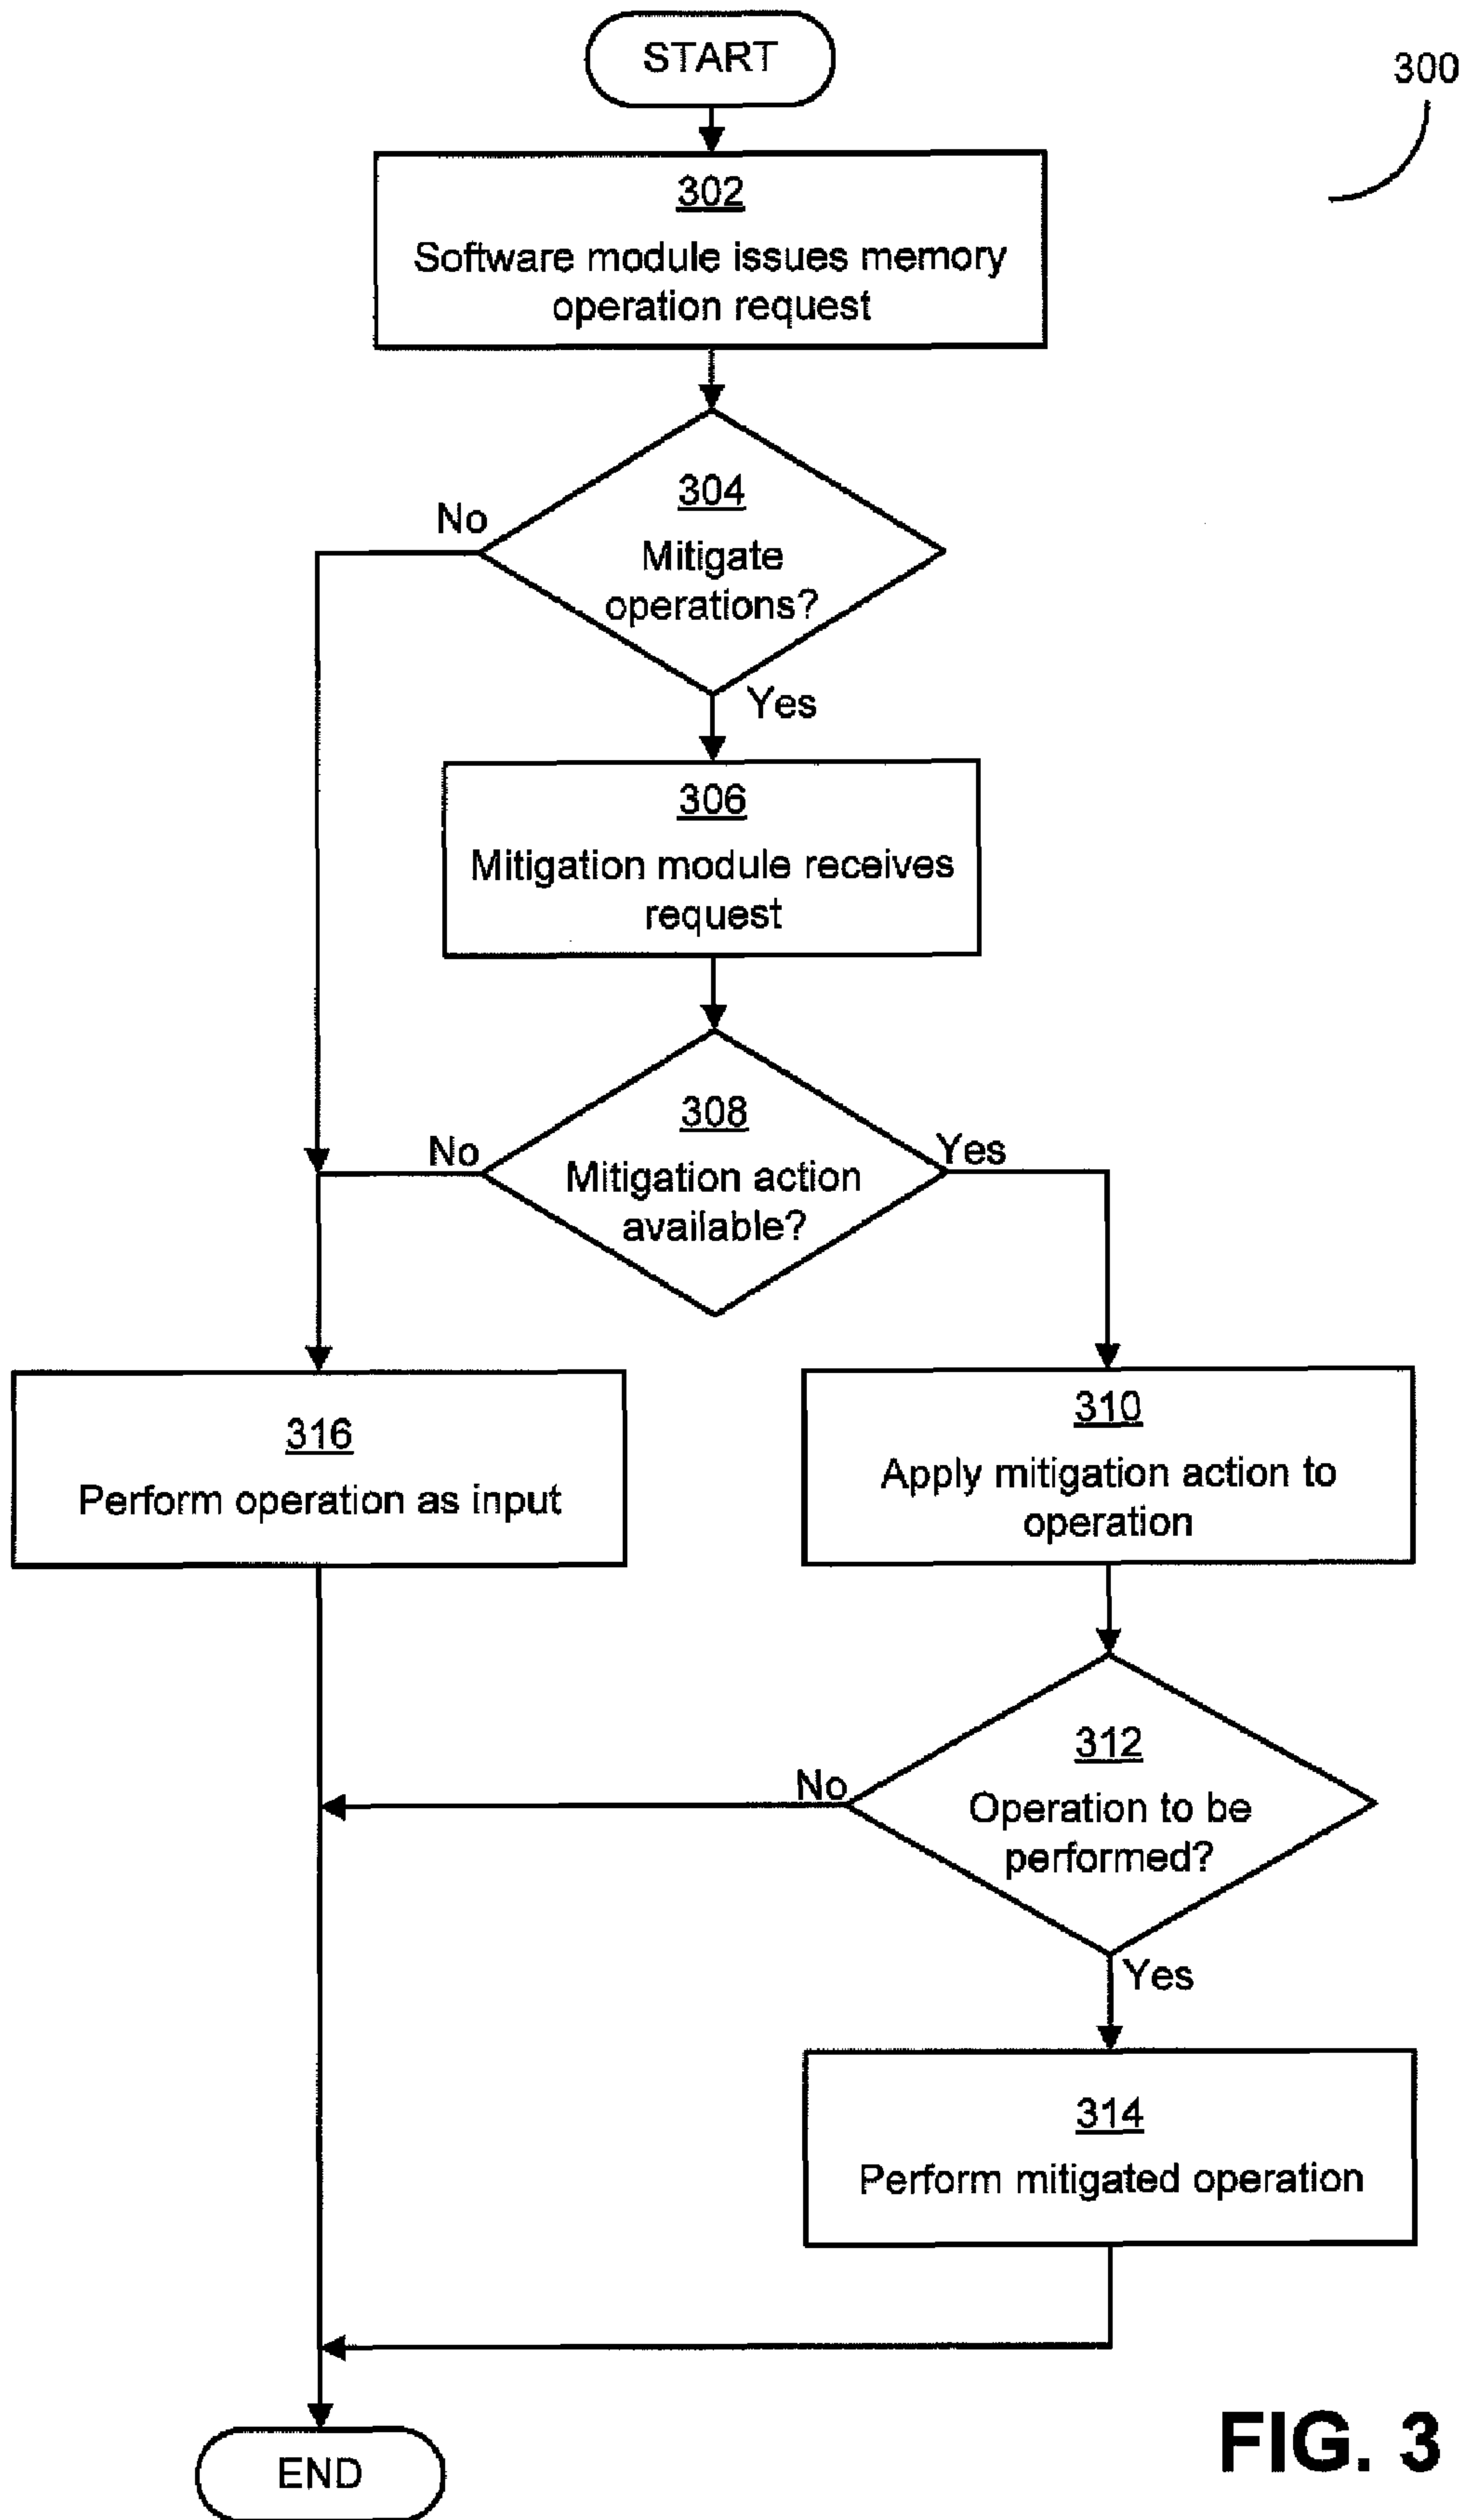 START
300
302
Software module issues memory
operation request
304
Mitigate
operations?
No
Yes
306
Mitigation module receives
request
308
Mitigation action
available?
No
Yes
316
Perform operation as input
310
Apply mitigation action to
operation
312
Operation to be
performed?
No
Yes
314
Perform mitigated operation
END
FIG. 3